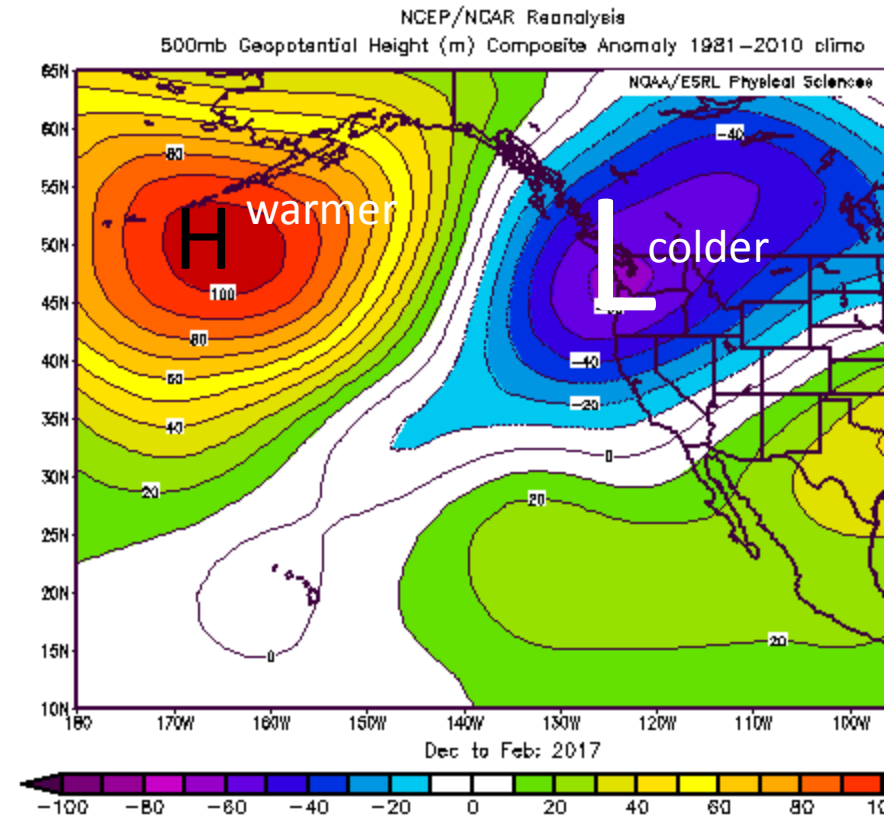 NCEP/NCAR Reanalysis
500mb Geopotential Height (m) Composite Anomaly 1981-2010 climo
65N
NOAA/ESRL Physical Sciences
60N
-40
80
55N
H warmer
L colder
50N
45N
100
80
40N
-40
60
-20
35N
40
0
30N
20
20
25N
20N
15N
20
0
10N
180 170W 160W 150W 140W 130W 120W 110W 100W
Dec to Feb: 2017
-100 -80 -60 -40 -20 0 20 40 60 80 10